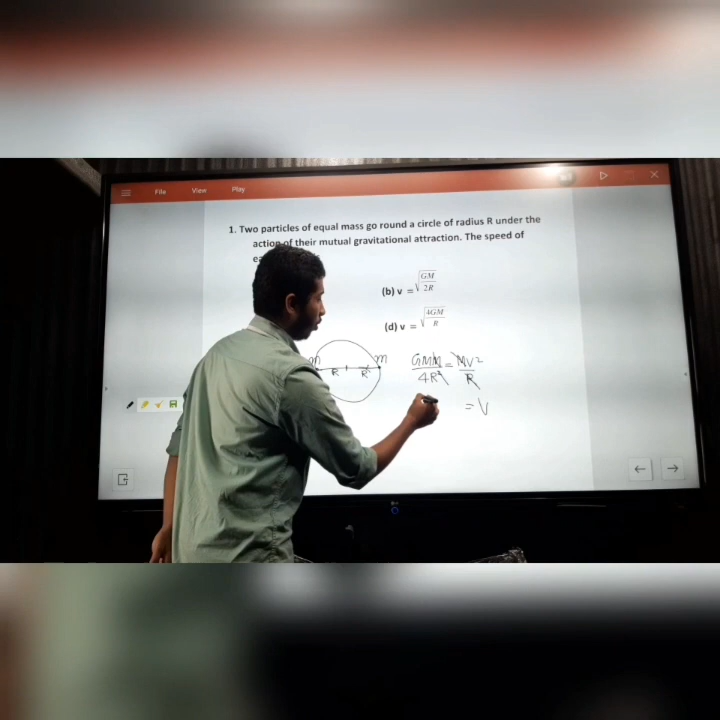 File View Play
1. Two particles of equal mass go round a circle of radius R under the
action of their mutual gravitational attraction. The speed of
(b) v = √(GM/2R)
(d) v = √(4GM/R)
m m
R R
GMM/4R² = MV²/R
= V